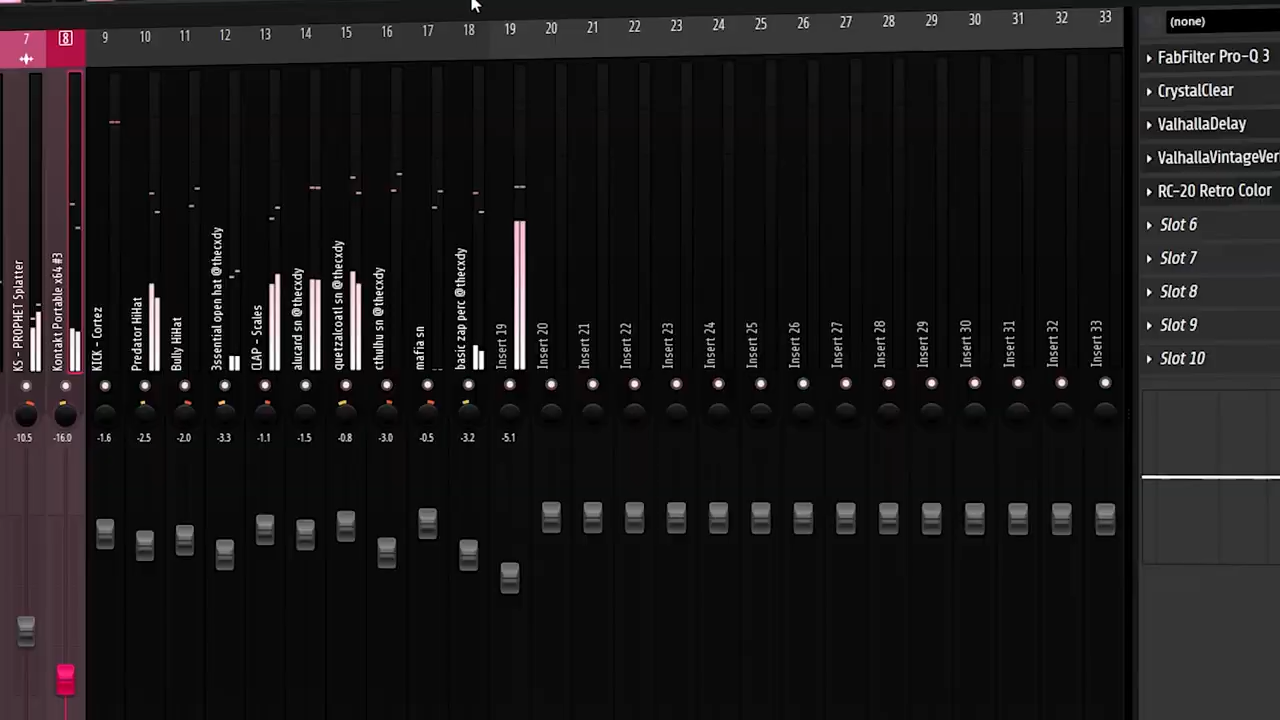 7 8 9 10 11 12 13 14 15 16 17 18 19 20 21 22 23 24 25 26 27 28 29 30 31 32 33
(none)
FabFilter Pro-Q 3
CrystalClear
ValhallaDelay
ValhallaVintageVer
RC-20 Retro Color
Slot 6
Slot 7
Slot 8
Slot 9
Slot 10
KS - PROPHET Splatter
Kontakt Portable x64 #3
KICK - Cortez
Predator HiHat
Bully HiHat
3ssential open hat @thecxdy
CLAP - Scales
alucard sn @thecxdy
quetzalcoatl sn @thecxdy
cthulhu sn @thecxdy
mafia sn
basic zap perc @thecxdy
Insert 19
Insert 20
Insert 21
Insert 22
Insert 23
Insert 24
Insert 25
Insert 26
Insert 27
Insert 28
Insert 29
Insert 30
Insert 31
Insert 32
Insert 33
-10.5 -16.0 -1.6 -2.5 -2.0 -3.3 -1.1 -1.5 -0.8 -3.0 -0.5 -3.2 -5.1